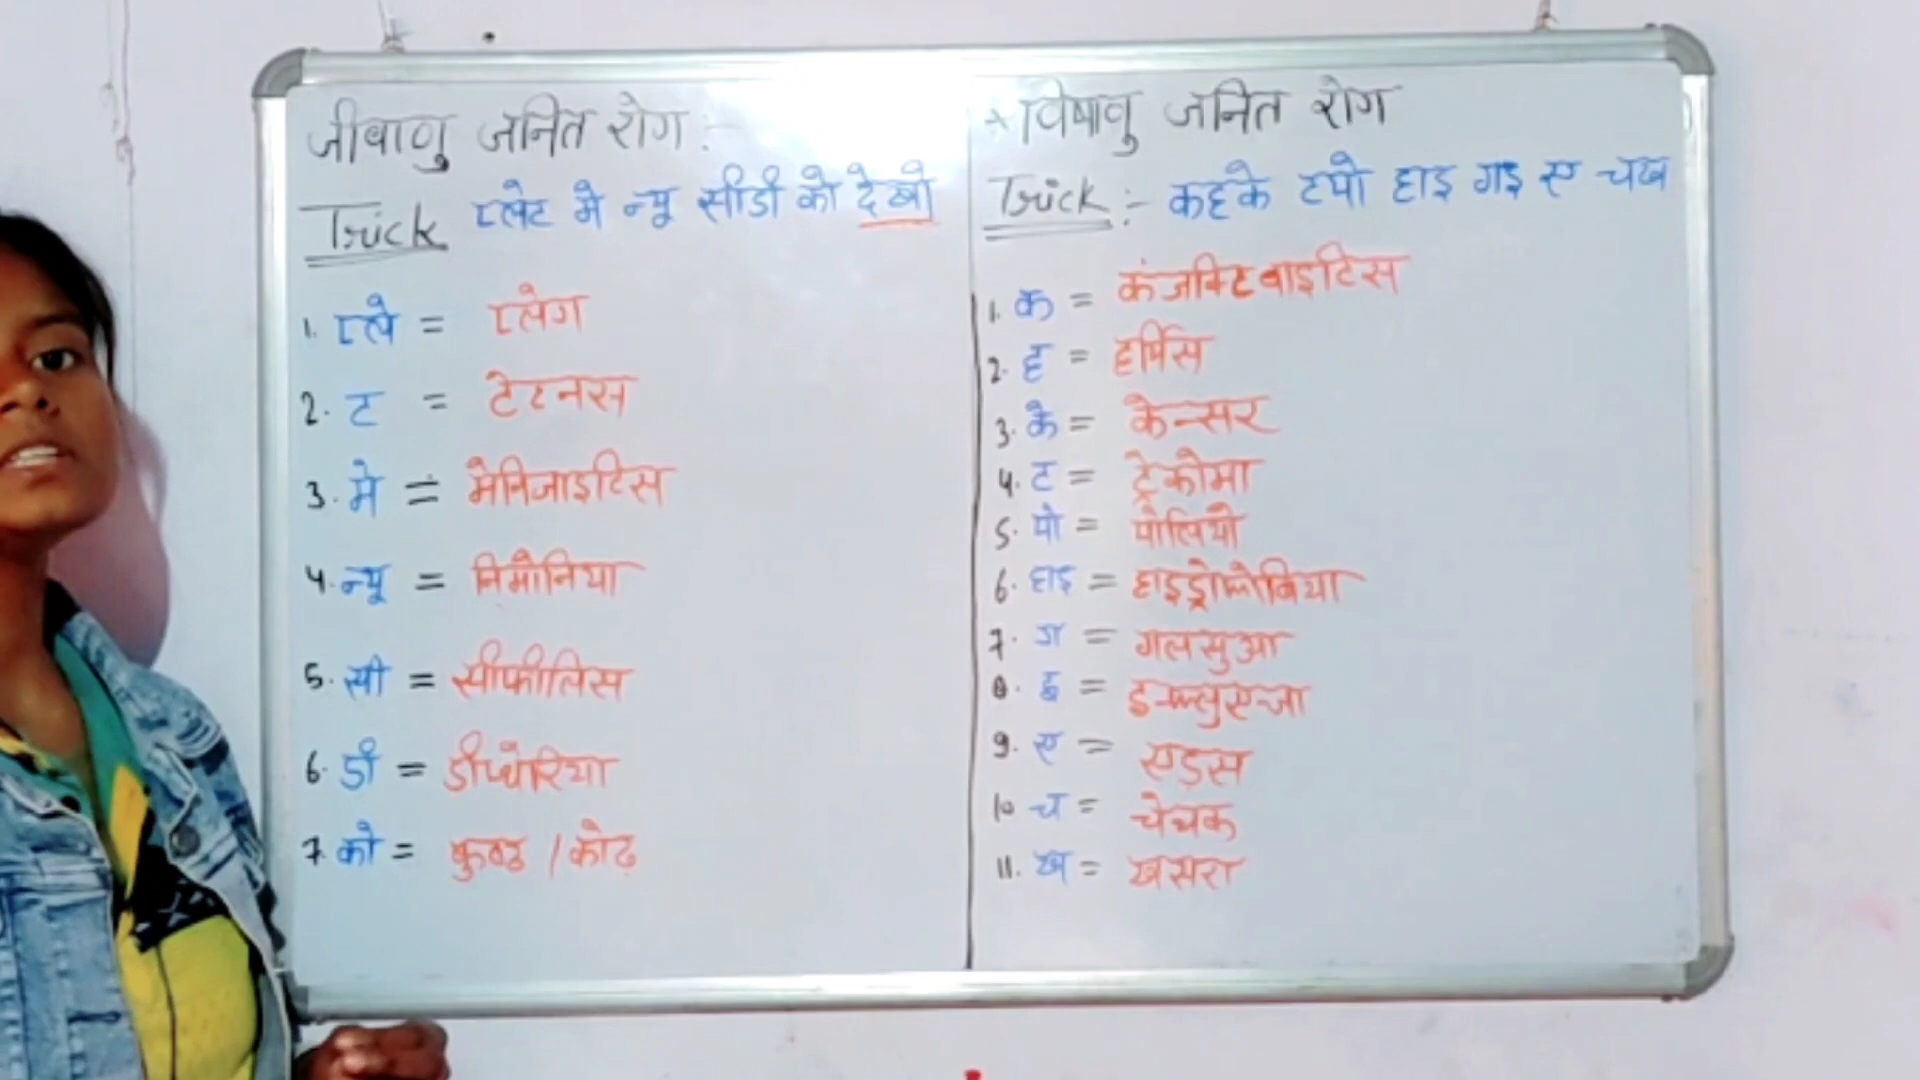 जीवाणु जनित रोग :-
Trick प्लेट मे न्यू सीडी को देखो
1. प्ले = प्लेग
2. ट = टेटनस
3. मे = मेनिजाइटिस
4. न्यू = निमोनिया
5. सी = सीफीलिस
6. डी = डीप्थेरिया
7. को = कुष्ठ / कोढ़
* विषाणु जनित रोग
Trick :- कहके टपो हाइ गइ ए चख
1. क = कंजक्टिवाइटिस
2. ह = हर्पिस
3. के = केन्सर
4. ट = ट्रेकोमा
5. पो = पोलियो
6. हाइ = हाइड्रोफोबिया
7. ग = गलसुआ
8. इ = इन्फ्लुएन्जा
9. ए = एड्स
10 च = चेचक
11. ख = खसरा